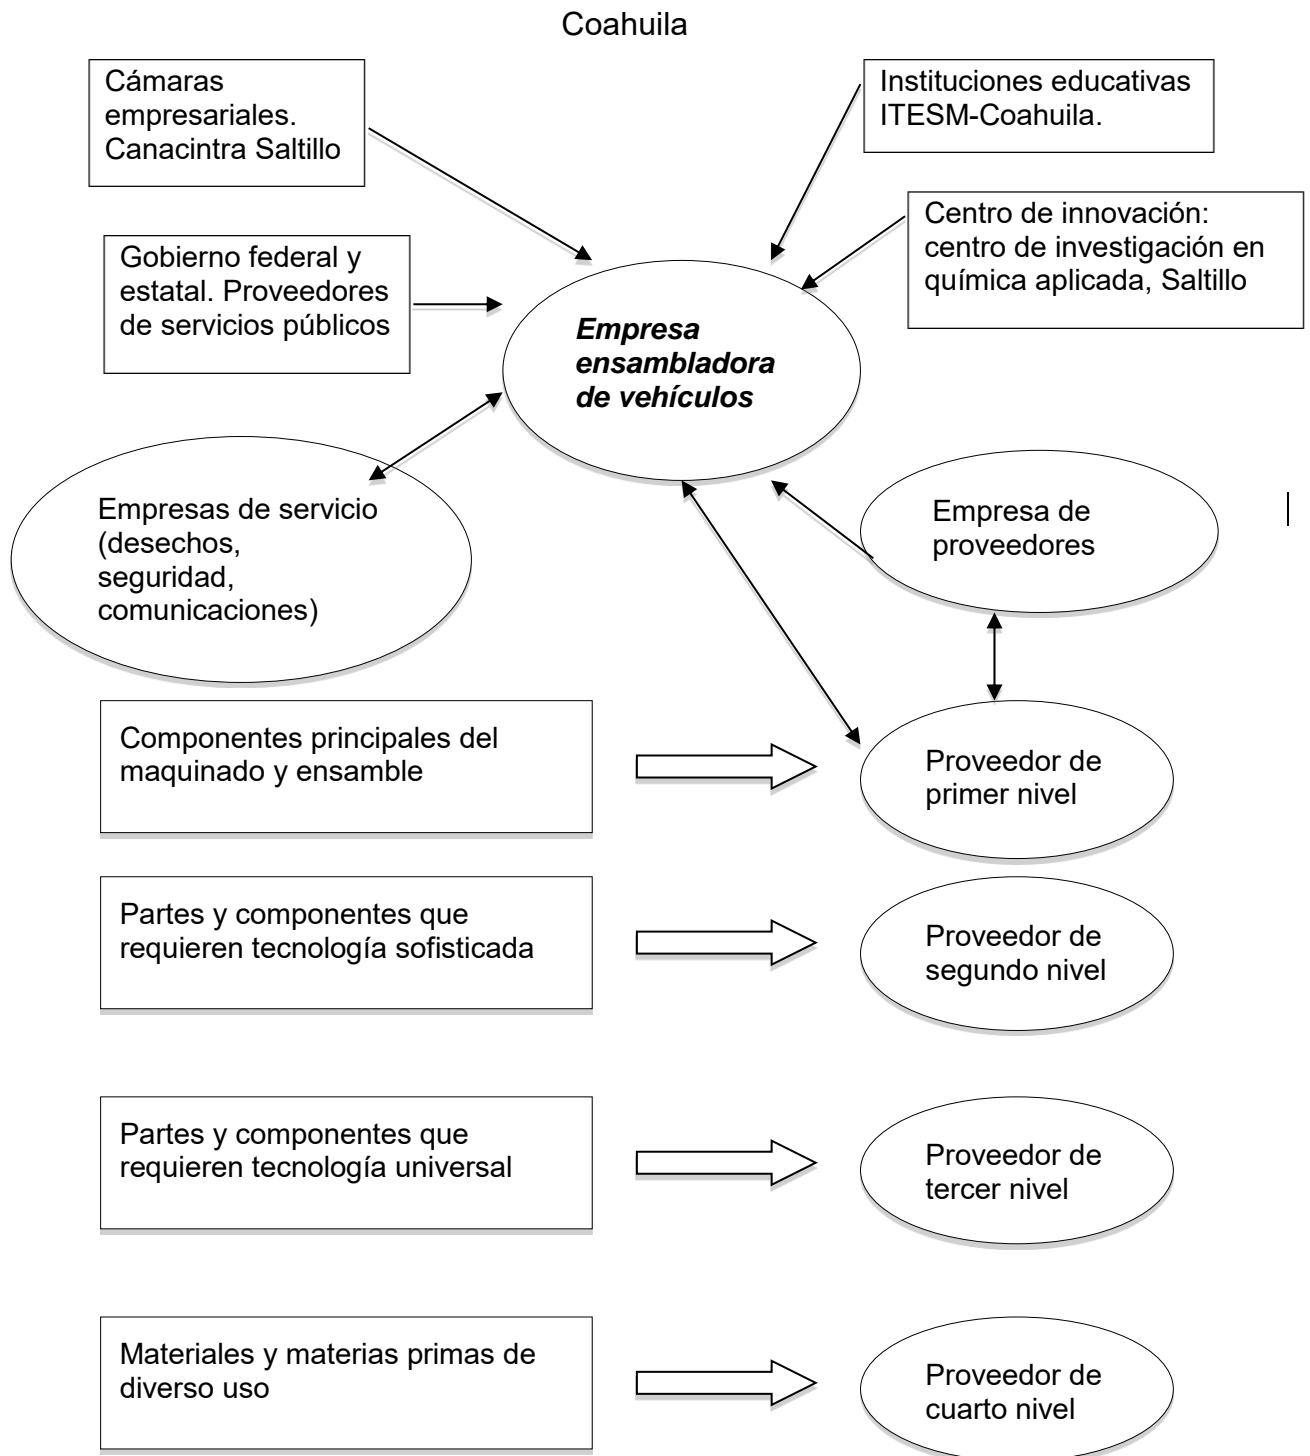 Coahuila
Cámaras
empresariales.
Canacintra Saltillo
Instituciones educativas
ITESM-Coahuila.
Gobierno federal y
estatal. Proveedores
de servicios públicos
Centro de innovación:
centro de investigación en
química aplicada, Saltillo
Empresa
ensambladora
de vehículos
Empresas de servicio
(desechos,
seguridad,
comunicaciones)
Empresa de
proveedores
Componentes principales del
maquinado y ensamble
Proveedor de
primer nivel
Partes y componentes que
requieren tecnología sofisticada
Proveedor de
segundo nivel
Partes y componentes que
requieren tecnología universal
Proveedor de
tercer nivel
Materiales y materias primas de
diverso uso
Proveedor de
cuarto nivel